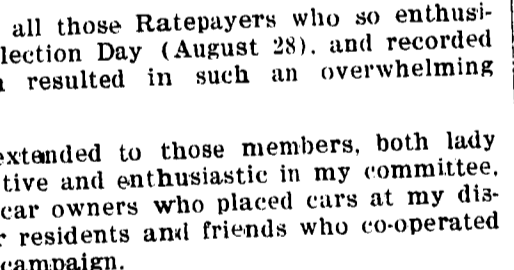 all those Ratepayers who so enthusi-
lection Day (August 28). and recorded
resulted in such an overwhelming
extended to those members, both lady
tive and enthusiastic in my committee.
car owners who placed cars at my dis-
residents and friends who co-operated
campaign.